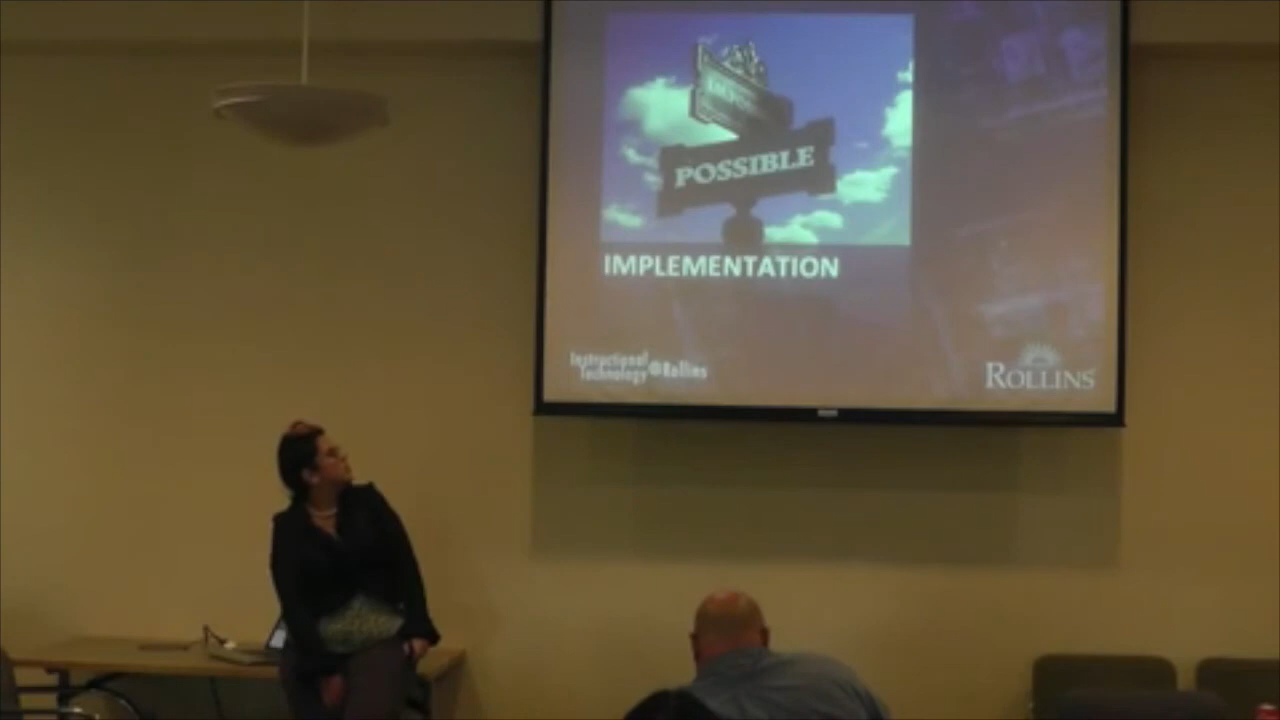 POSSIBLE
IMPLEMENTATION
Instructional
Technology @Rollins
ROLLINS